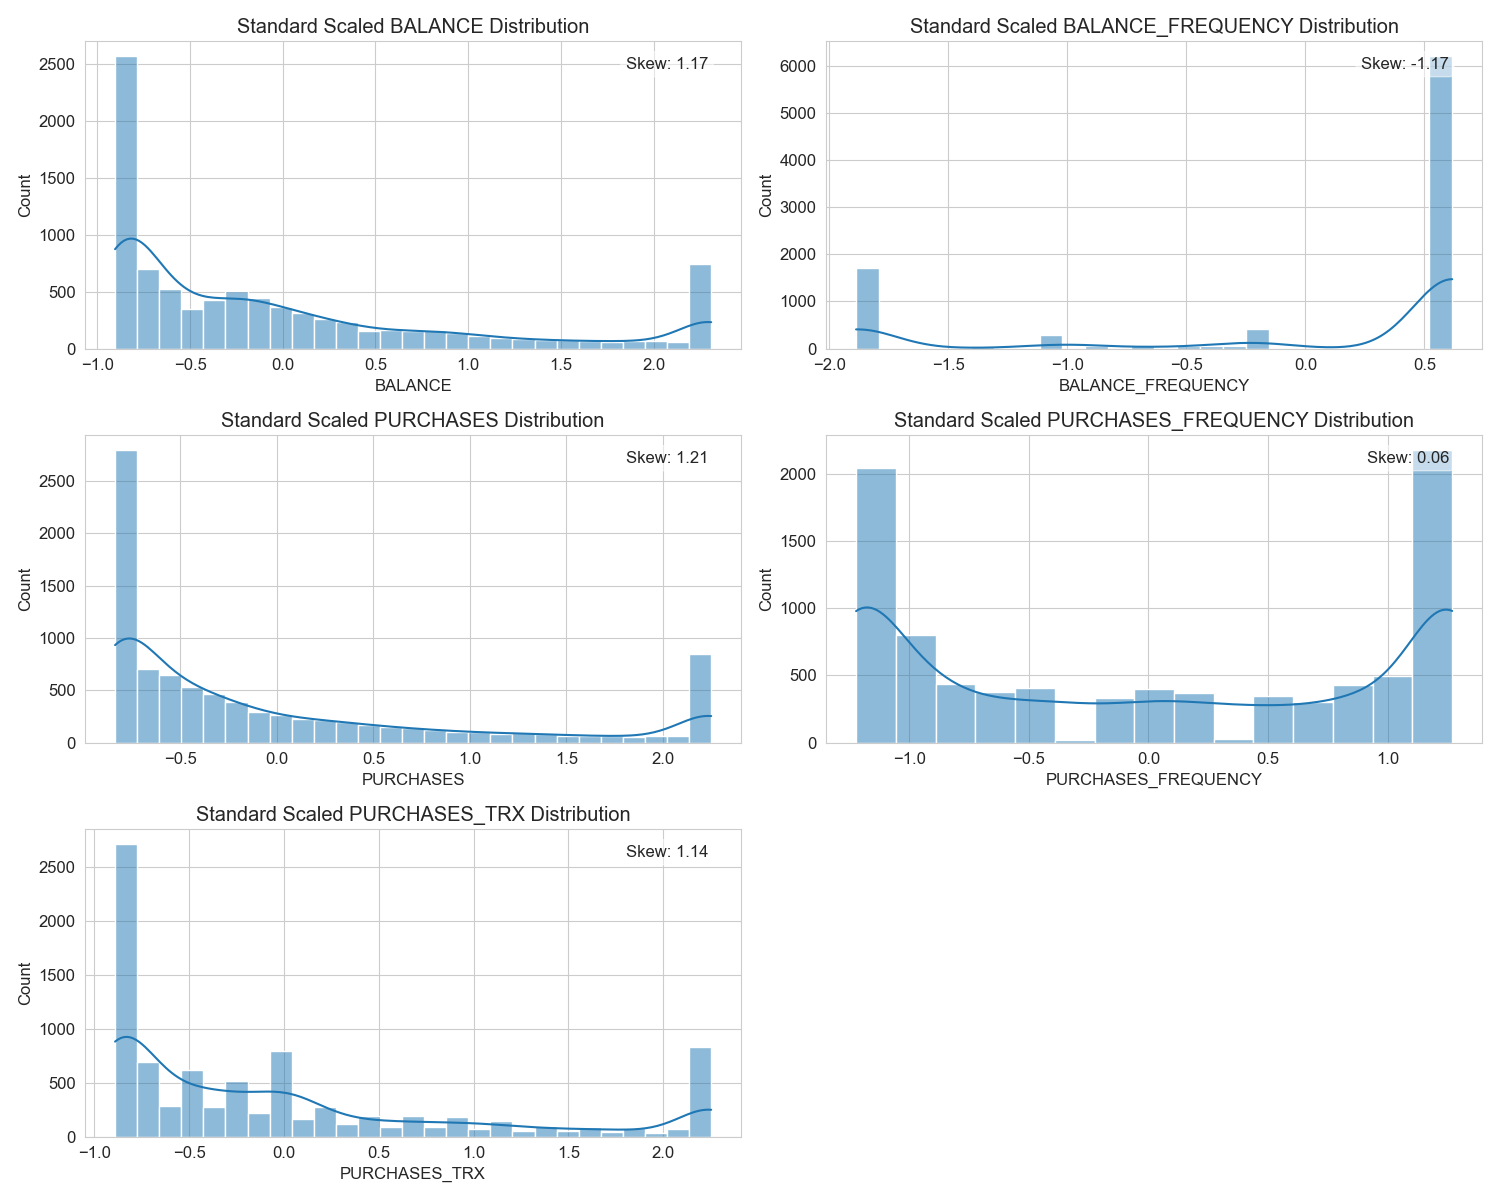 Standard Scaled BALANCE Distribution
Skew: 1.17
2500
2000
1500
1000
500
0
Count
−1.0 −0.5 0.0 0.5 1.0 1.5 2.0
BALANCE
Standard Scaled BALANCE_FREQUENCY Distribution
Skew: -1.17
6000
5000
4000
3000
2000
1000
0
Count
−2.0 −1.5 −1.0 −0.5 0.0 0.5
BALANCE_FREQUENCY
Standard Scaled PURCHASES Distribution
Skew: 1.21
2500
2000
1500
1000
500
0
Count
−0.5 0.0 0.5 1.0 1.5 2.0
PURCHASES
Standard Scaled PURCHASES_FREQUENCY Distribution
Skew: 0.06
2000
1500
1000
500
0
Count
−1.0 −0.5 0.0 0.5 1.0
PURCHASES_FREQUENCY
Standard Scaled PURCHASES_TRX Distribution
Skew: 1.14
2500
2000
1500
1000
500
0
Count
−1.0 −0.5 0.0 0.5 1.0 1.5 2.0
PURCHASES_TRX